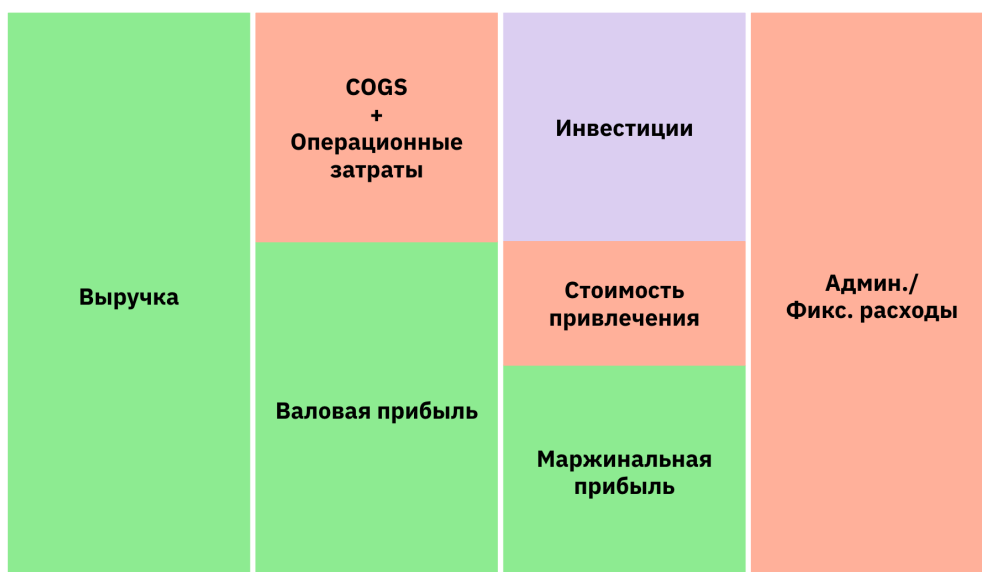 Выручка
COGS
+
Операционные
затраты
Валовая прибыль
Инвестиции
Стоимость
привлечения
Маржинальная
прибыль
Админ./
Фикс. расходы